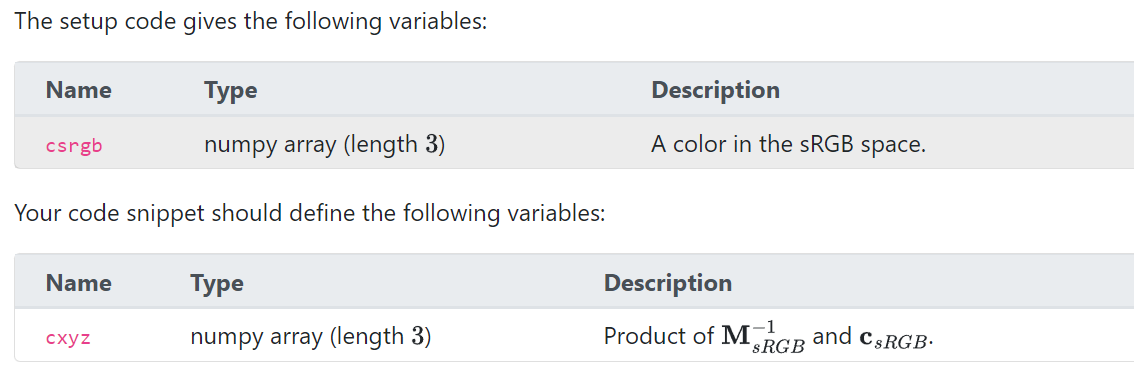 The setup code gives the following variables:
Name Type Description
csrgb numpy array (length 3) A color in the sRGB space.
Your code snippet should define the following variables:
Name Type Description
cxyz numpy array (length 3) Product of $\mathbf{M}_{sRGB}^{-1}$ and $\mathbf{c}_{sRGB}$.